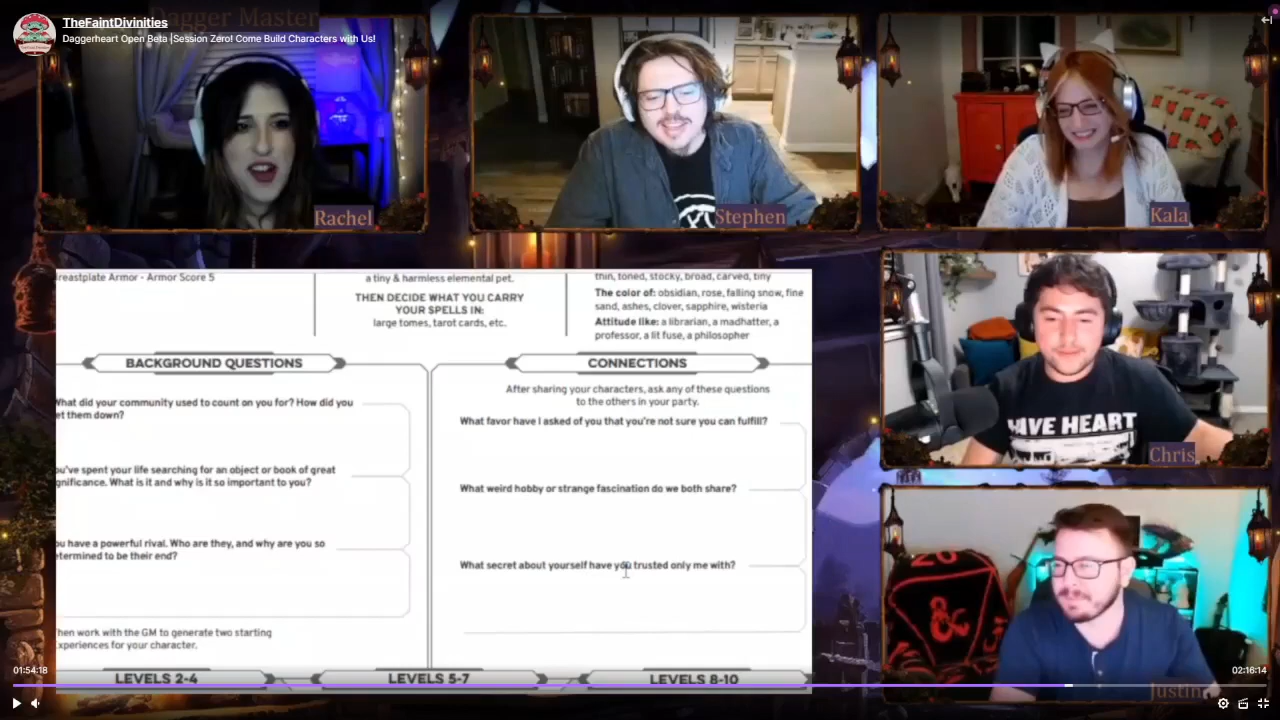 Dagger Master
TheFaintDivinities
Daggerheart Open Beta |Session Zero! Come Build Characters with Us!
Rachel
Stephen
Kala
reastplate Armor - Armor Score 5
a tiny & harmless elemental pet.
THEN DECIDE WHAT YOU CARRY
YOUR SPELLS IN:
large tomes, tarot cards, etc.
thin, toned, stocky, broad, carved, tiny
The color of: obsidian, rose, falling snow, fine
sand, ashes, clover, sapphire, wisteria
Attitude like: a librarian, a madhatter, a
professor, a lit fuse, a philosopher
BACKGROUND QUESTIONS
What did your community used to count on you for? How did you
et them down?
ou've spent your life searching for an object or book of great
gnificance. What is it and why is it so important to you?
ou have a powerful rival. Who are they, and why are you so
etermined to be their end?
hen work with the GM to generate two starting
xperiences for your character.
CONNECTIONS
After sharing your characters, ask any of these questions
to the others in your party.
What favor have I asked of you that you're not sure you can fulfill?
What weird hobby or strange fascination do we both share?
What secret about yourself have you trusted only me with?
LEVELS 2-4
LEVELS 5-7
LEVELS 8-10
HAVE HEART
Chris
20
Justin
01:54:18
02:16:14